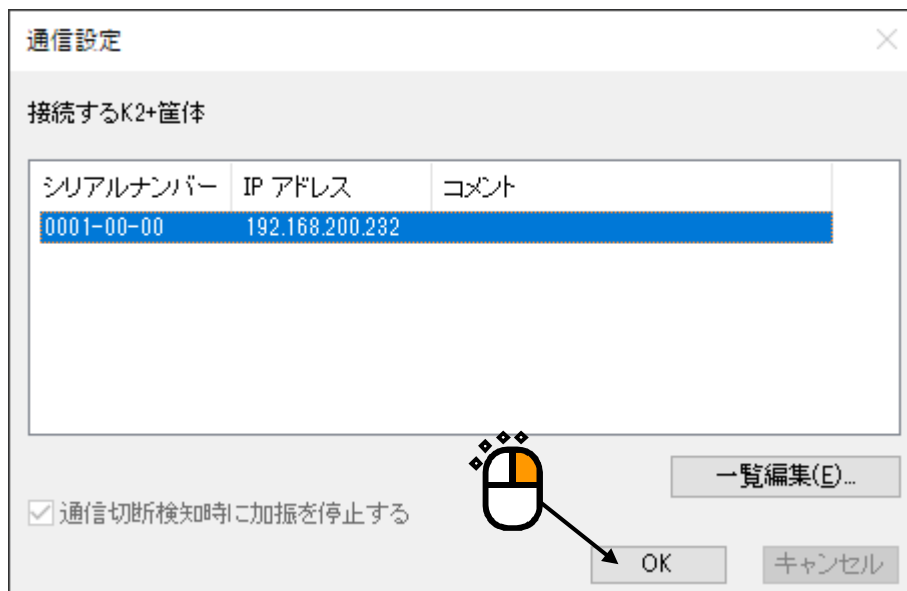 通信設定
接続するK2+筐体
シリアルナンバー IP アドレス コメント
0001-00-00 192.168.200.232
一覧編集(E)...
通信切断検知時に加振を停止する
OK キャンセル